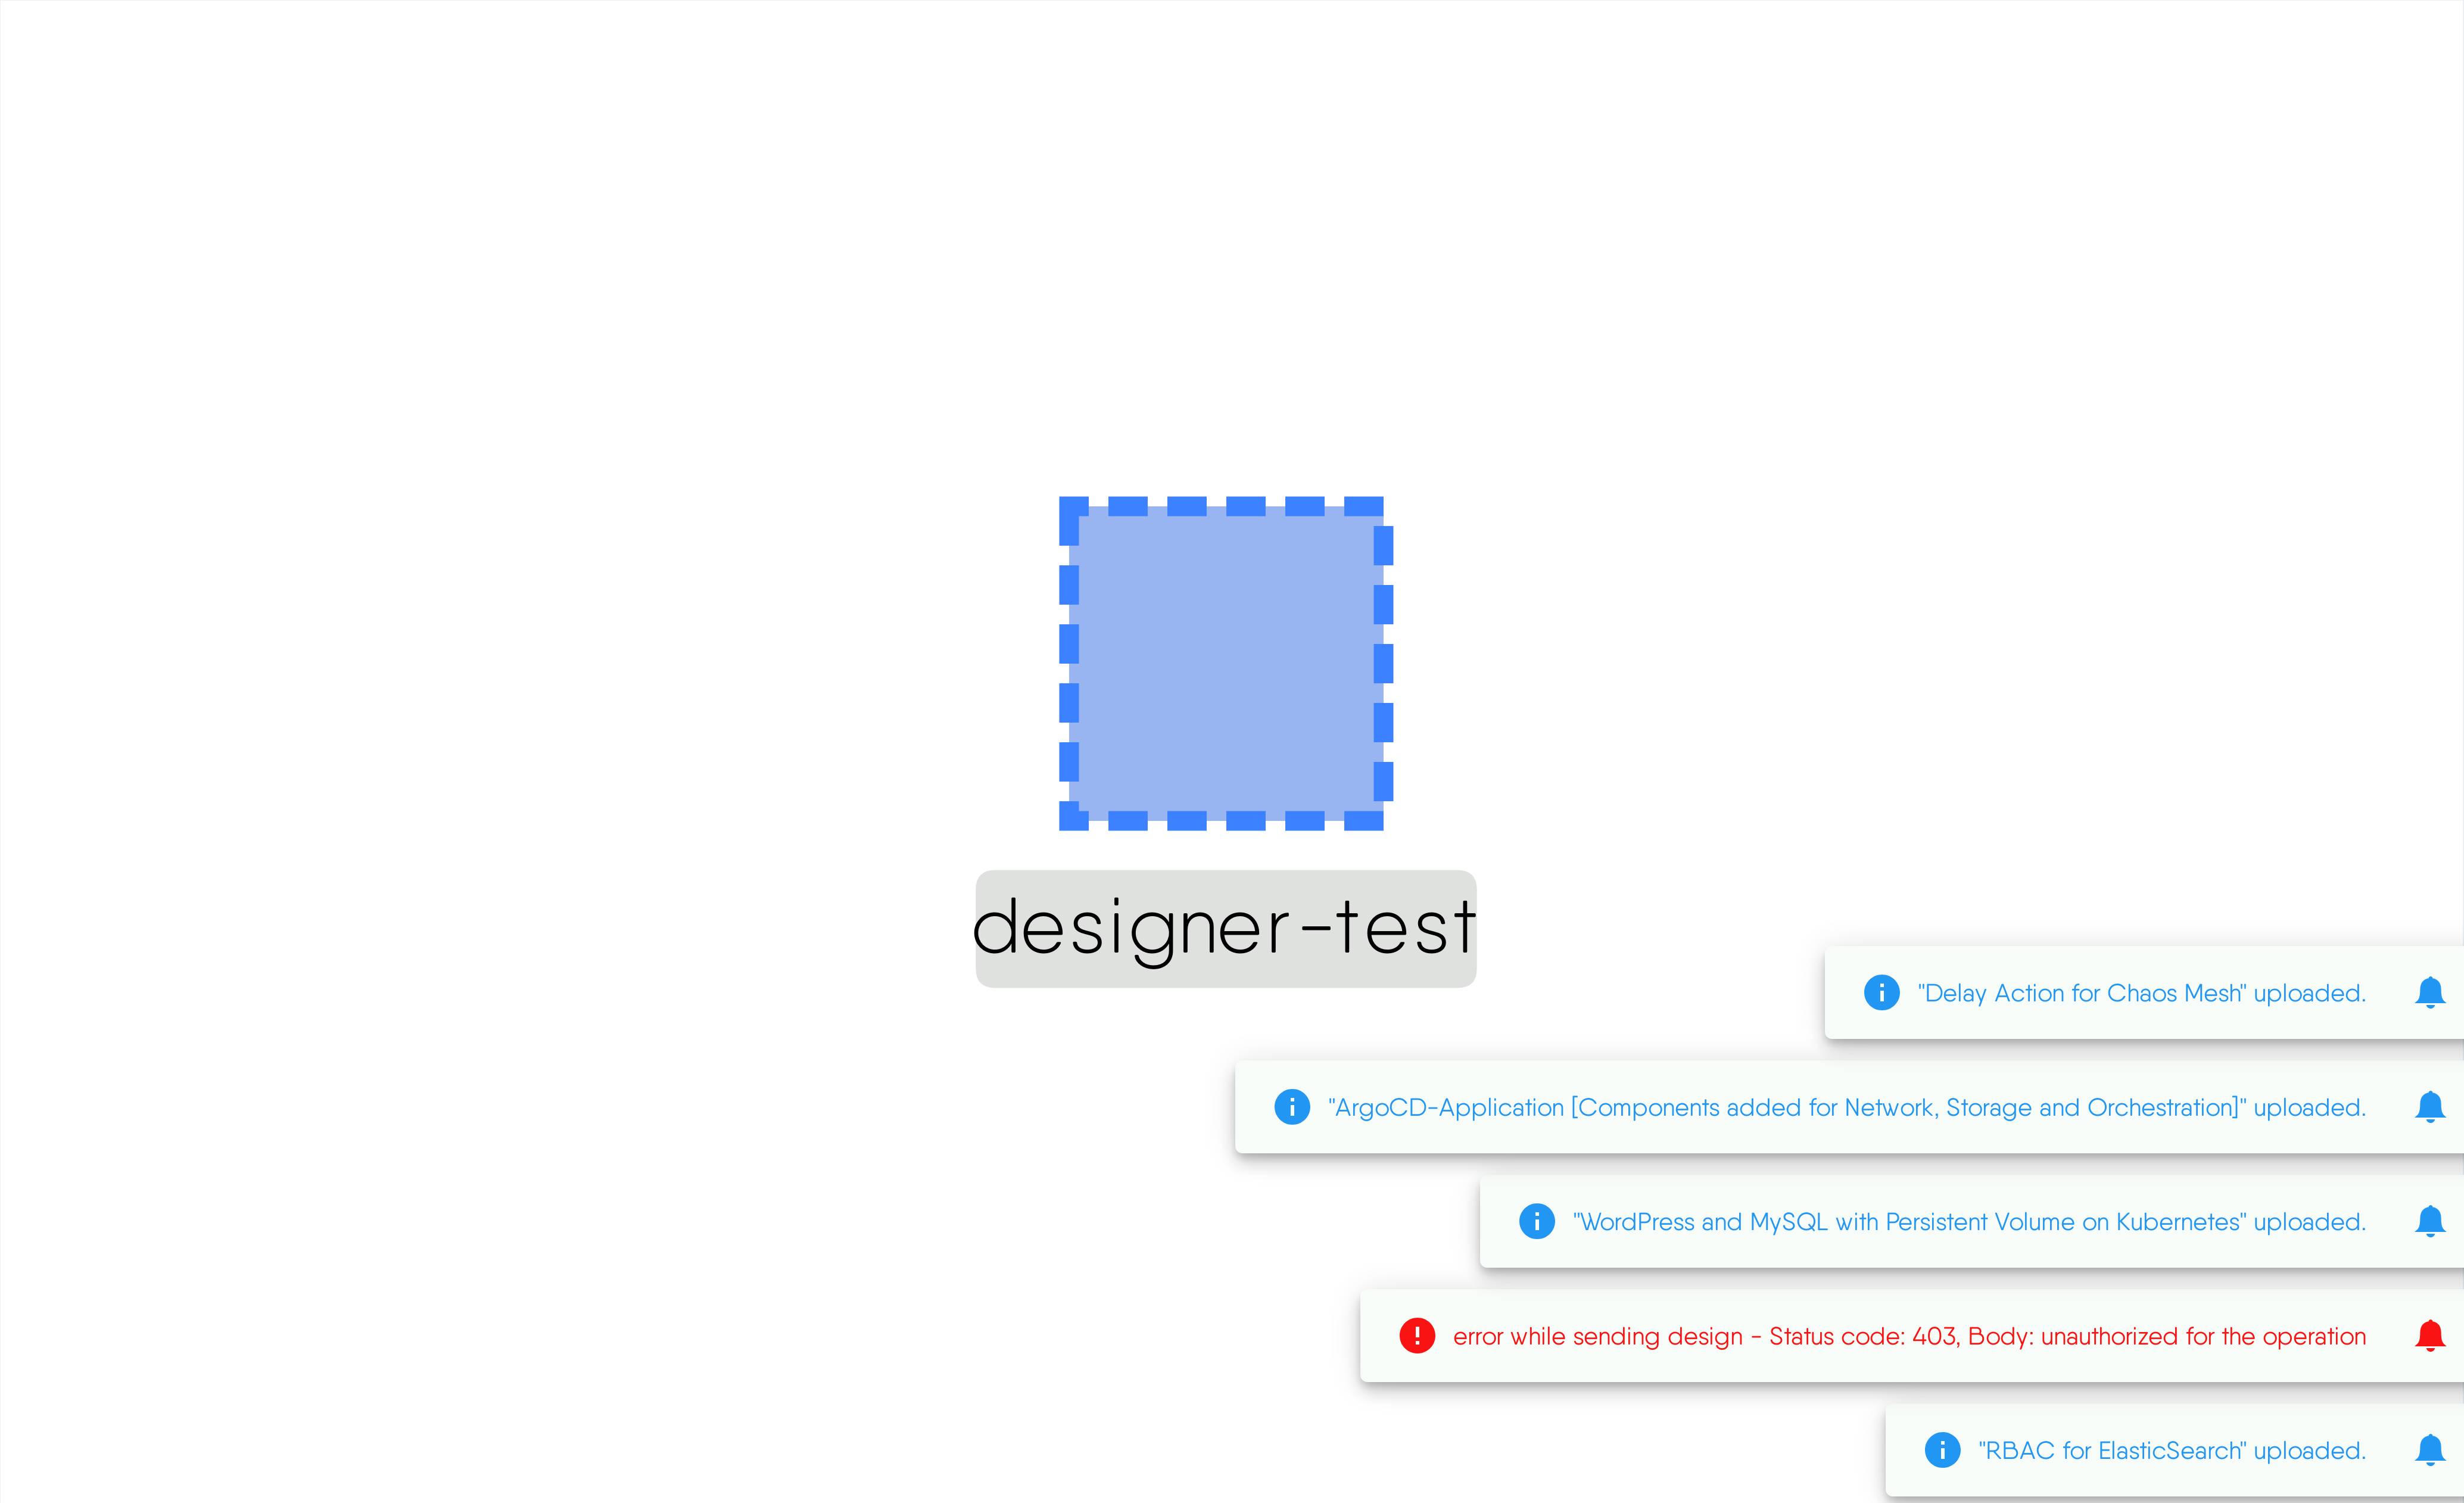 designer-test
"Delay Action for Chaos Mesh" uploaded.
"ArgoCD-Application [Components added for Network, Storage and Orchestration]" uploaded.
"WordPress and MySQL with Persistent Volume on Kubernetes" uploaded.
error while sending design - Status code: 403, Body: unauthorized for the operation
"RBAC for ElasticSearch" uploaded.